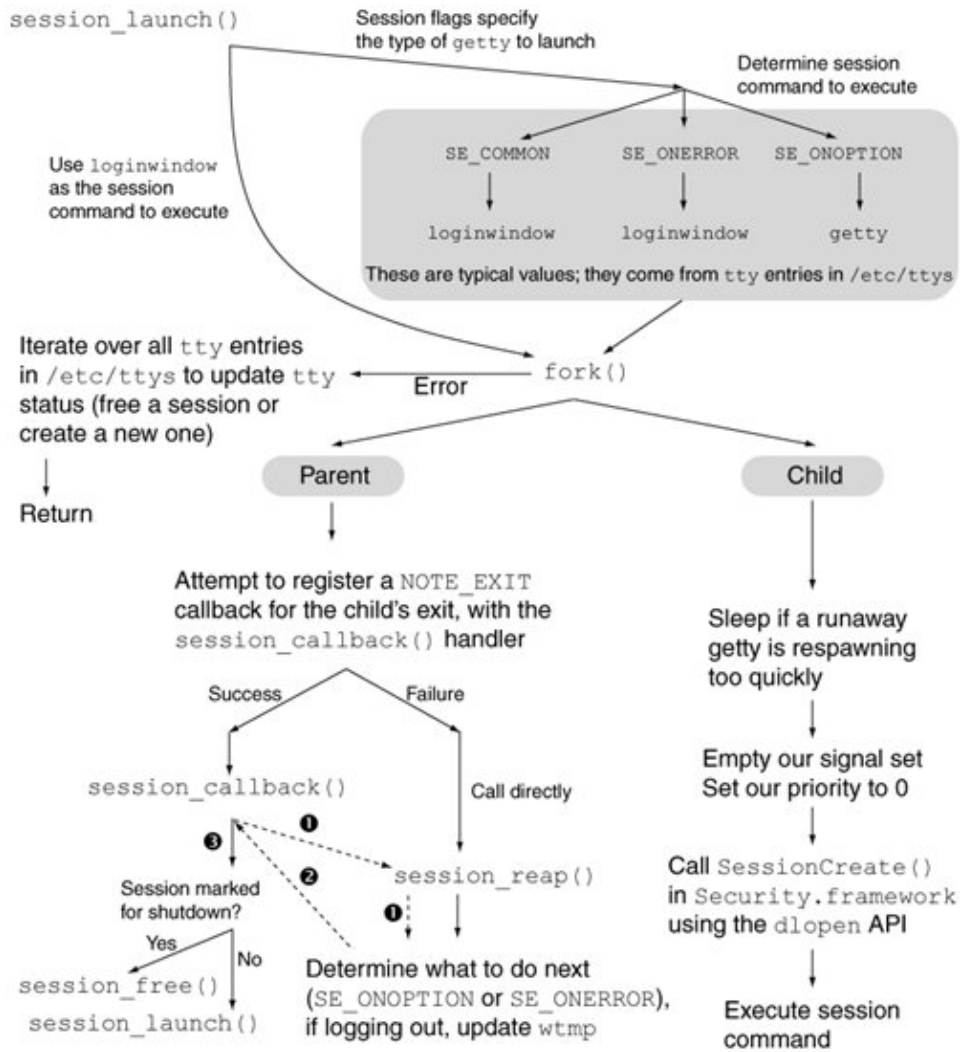 session_launch()
Session flags specify
the type of getty to launch
Determine session
command to execute
SE_COMMON
SE_ONERROR
SE_ONOPTION
Use loginwindow
as the session
command to execute
loginwindow
loginwindow
getty
These are typical values; they come from tty entries in /etc/ttys
Iterate over all tty entries
in /etc/ttys to update tty
status (free a session or
create a new one)
Error
fork()
Return
Parent
Child
Attempt to register a NOTE_EXIT
callback for the child's exit, with the
session_callback() handler
Sleep if a runaway
getty is respawning
too quickly
Success
Failure
session_callback()
Call directly
Empty our signal set
Set our priority to 0
❸
❶
❷
session_reap()
Session marked
for shutdown?
❶
Call SessionCreate()
in Security.framework
using the dlopen API
Yes
No
session_free()
session_launch()
Determine what to do next
(SE_ONOPTION or SE_ONERROR),
if logging out, update wtmp
Execute session
command